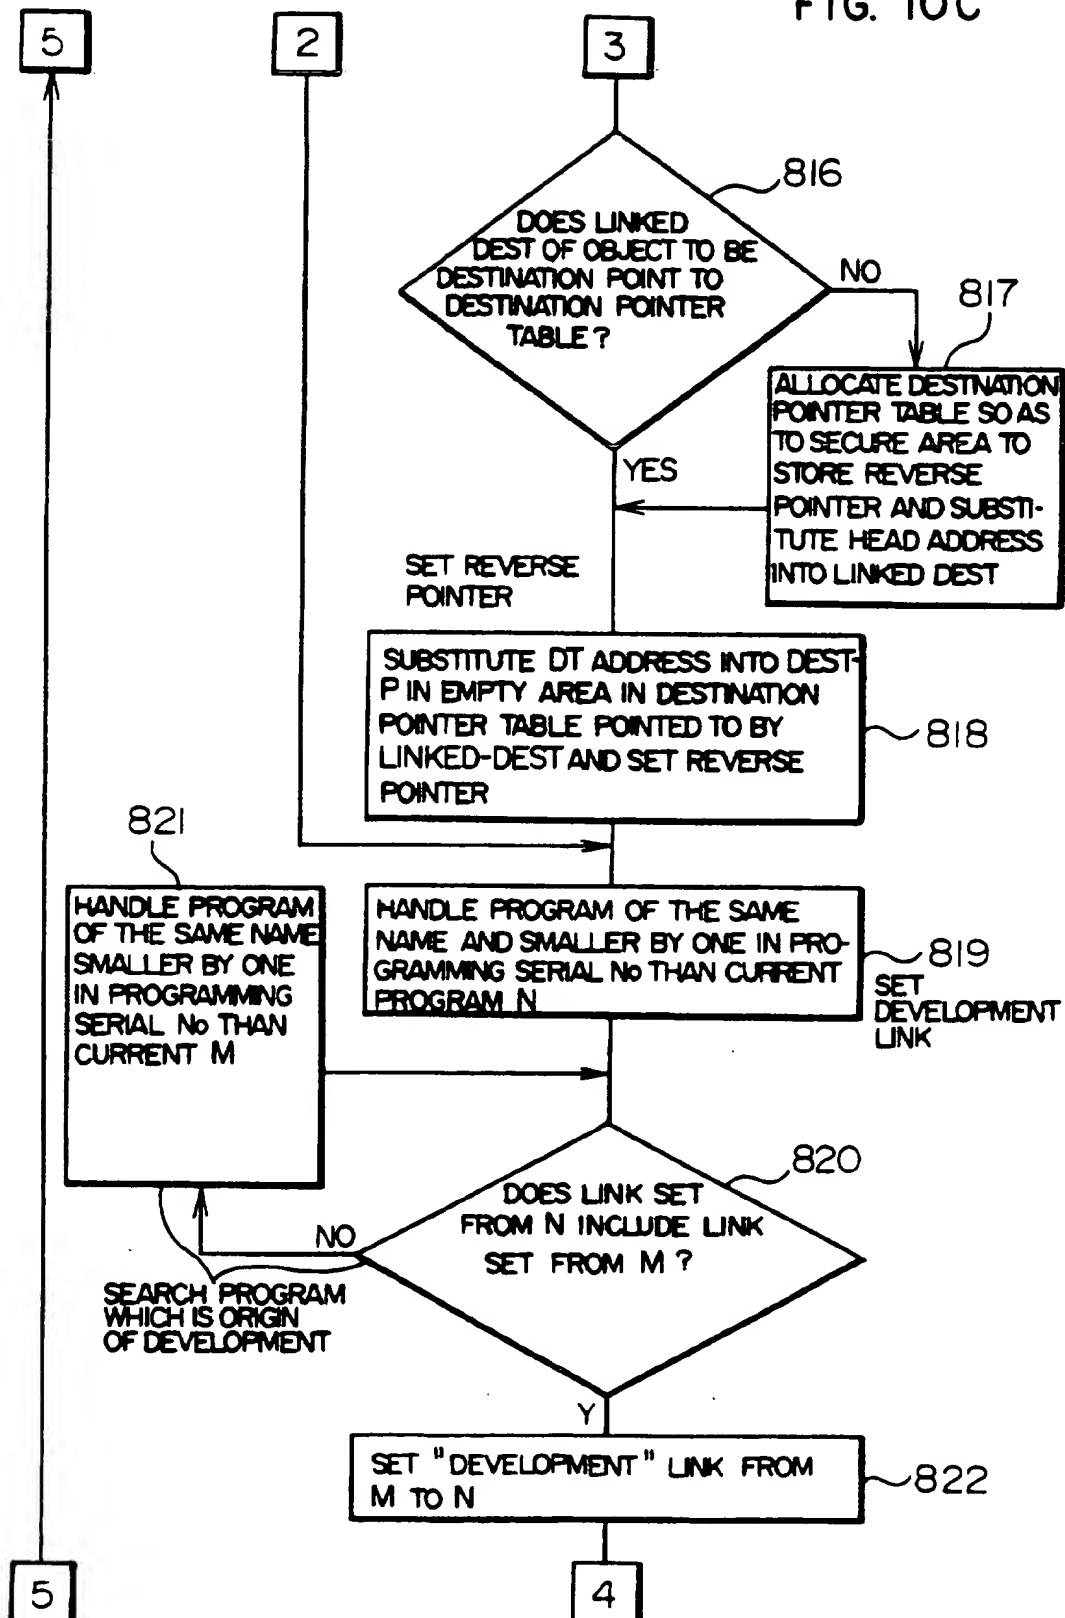 FIG. 10C
5
2
3
816
DOES LINKED
DEST OF OBJECT TO BE
DESTINATION POINT TO
DESTINATION POINTER
TABLE?
NO
817
ALLOCATE DESTINATION
POINTER TABLE SO AS
TO SECURE AREA TO
STORE REVERSE
POINTER AND SUBSTI-
TUTE HEAD ADDRESS
INTO LINKED DEST
YES
SET REVERSE
POINTER
SUBSTITUTE DT ADDRESS INTO DEST-
P IN EMPTY AREA IN DESTINATION
POINTER TABLE POINTED TO BY
LINKED-DEST AND SET REVERSE
POINTER
818
821
HANDLE PROGRAM
OF THE SAME NAME
SMALLER BY ONE
IN PROGRAMMING
SERIAL No THAN
CURRENT M
HANDLE PROGRAM OF THE SAME
NAME AND SMALLER BY ONE IN PRO-
GRAMMING SERIAL No THAN CURRENT
PROGRAM N
819
SET
DEVELOPMENT
LINK
820
DOES LINK SET
FROM N INCLUDE LINK
SET FROM M ?
NO
SEARCH PROGRAM
WHICH IS ORIGIN
OF DEVELOPMENT
Y
SET "DEVELOPMENT" LINK FROM
M TO N
822
5
4